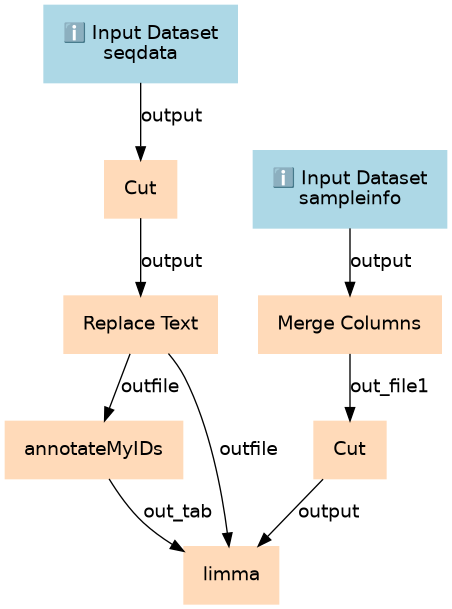 ℹ️ Input Dataset
seqdata
output
Cut
ℹ️ Input Dataset
sampleinfo
output
output
Replace Text
Merge Columns
outfile
out_file1
annotateMyIDs
outfile
Cut
out_tab
output
limma